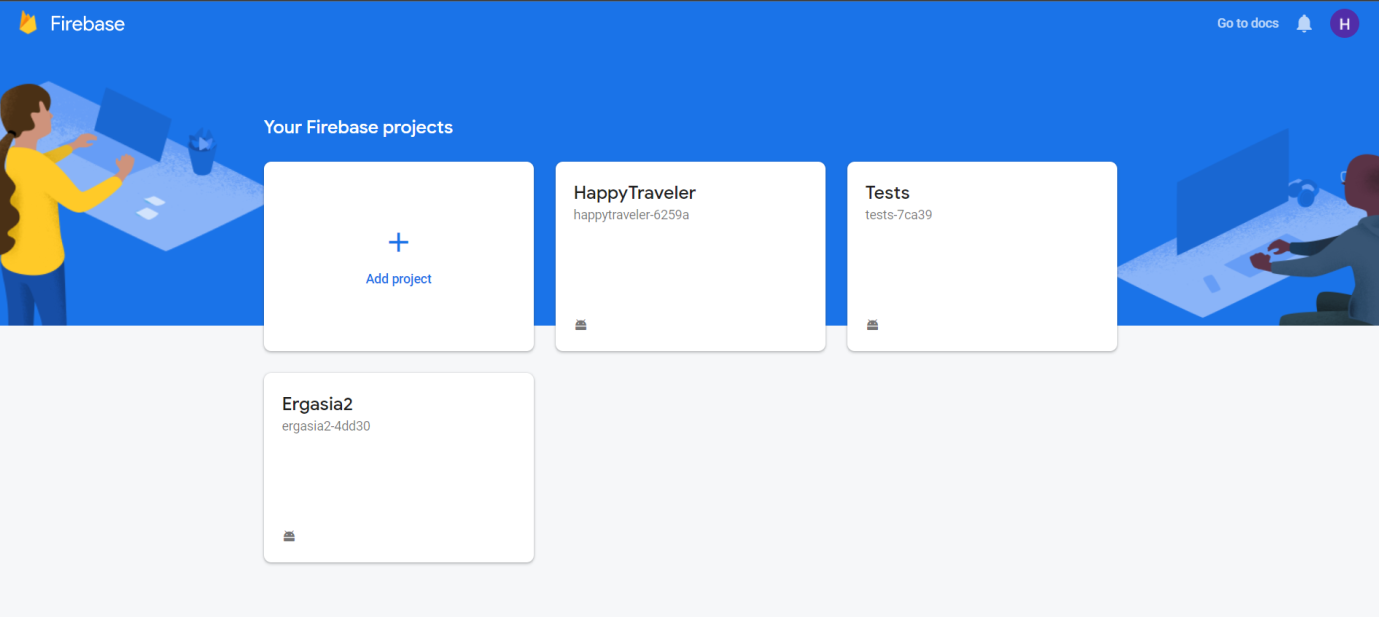 Firebase
Go to docs
H
Your Firebase projects
Add project
HappyTraveler
happytraveler-6259a
Tests
tests-7ca39
Ergasia2
ergasia2-4dd30